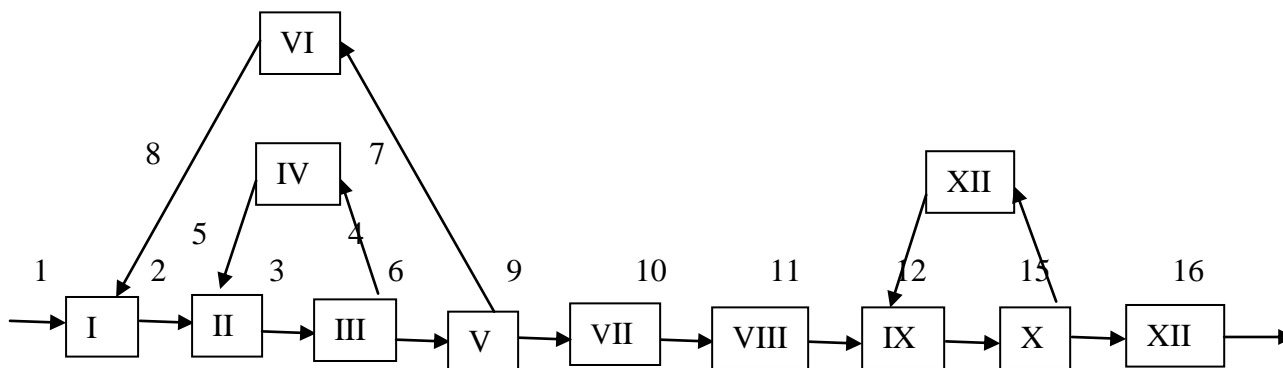 VI
8 7
IV XII
5 4
1 2 3 6 9 10 11 12 15 16
I II III V VII VIII IX X XII